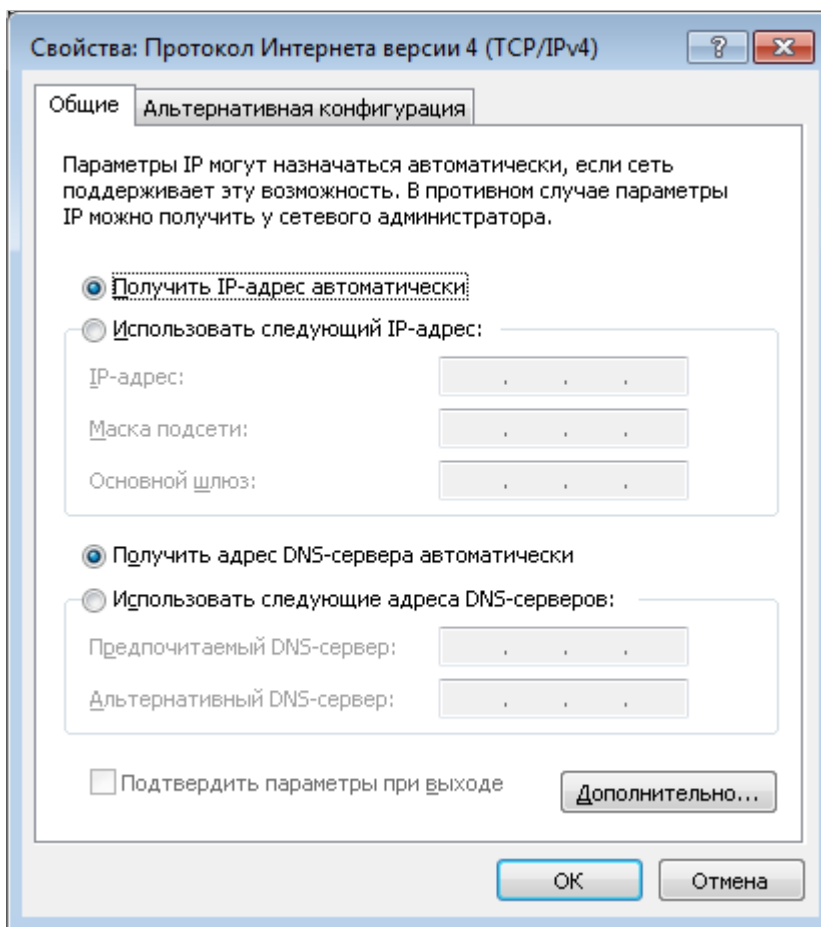 Свойства: Протокол Интернета версии 4 (TCP/IPv4)
Общие
Альтернативная конфигурация
Параметры IP могут назначаться автоматически, если сеть
поддерживает эту возможность. В противном случае параметры
IP можно получить у сетевого администратора.
Получить IP-адрес автоматически
Использовать следующий IP-адрес:
IP-адрес:
Маска подсети:
Основной шлюз:
Получить адрес DNS-сервера автоматически
Использовать следующие адреса DNS-серверов:
Предпочитаемый DNS-сервер:
Альтернативный DNS-сервер:
Подтвердить параметры при выходе
Дополнительно...
ОК
Отмена